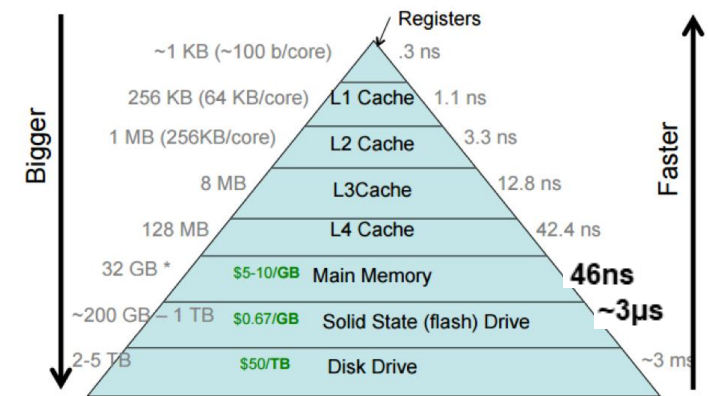 Registers
~1 KB (~100 b/core) .3 ns
256 KB (64 KB/core) L1 Cache 1.1 ns
1 MB (256KB/core) L2 Cache 3.3 ns
8 MB L3Cache 12.8 ns
128 MB L4 Cache 42.4 ns
32 GB * $5-10/GB Main Memory 46ns
~200 GB – 1 TB $0.67/GB Solid State (flash) Drive ~3µs
2-5 TB $50/TB Disk Drive ~3 ms
Bigger
Faster